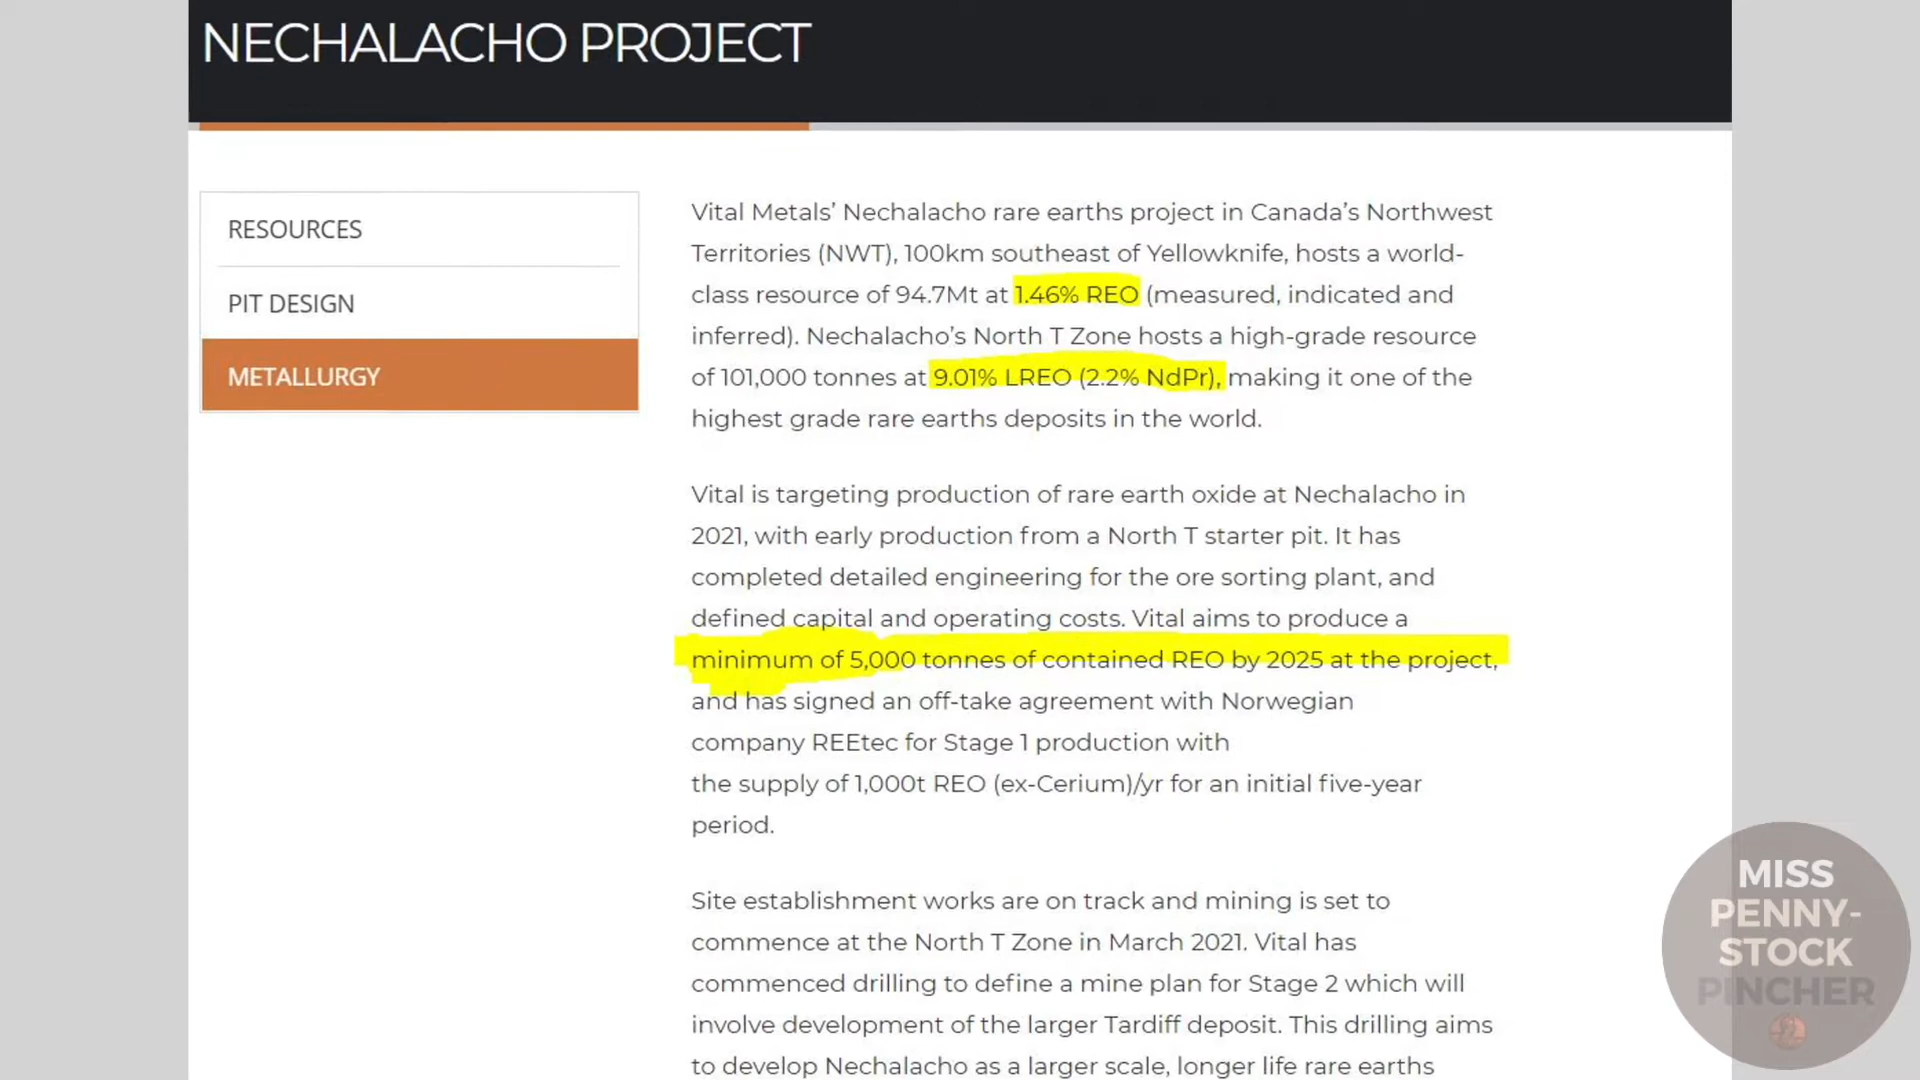 NECHALACHO PROJECT
RESOURCES
PIT DESIGN
METALLURGY
Vital Metals’ Nechalacho rare earths project in Canada’s Northwest
Territories (NWT), 100km southeast of Yellowknife, hosts a world-
class resource of 94.7Mt at 1.46% REO (measured, indicated and
inferred). Nechalacho’s North T Zone hosts a high-grade resource
of 101,000 tonnes at 9.01% LREO (2.2% NdPr), making it one of the
highest grade rare earths deposits in the world.
Vital is targeting production of rare earth oxide at Nechalacho in
2021, with early production from a North T starter pit. It has
completed detailed engineering for the ore sorting plant, and
defined capital and operating costs. Vital aims to produce a
minimum of 5,000 tonnes of contained REO by 2025 at the project,
and has signed an off-take agreement with Norwegian
company REEtec for Stage 1 production with
the supply of 1,000t REO (ex-Cerium)/yr for an initial five-year
period.
Site establishment works are on track and mining is set to
commence at the North T Zone in March 2021. Vital has
commenced drilling to define a mine plan for Stage 2 which will
involve development of the larger Tardiff deposit. This drilling aims
to develop Nechalacho as a larger scale, longer life rare earths
MISS
PENNY-
STOCK
PINCHER